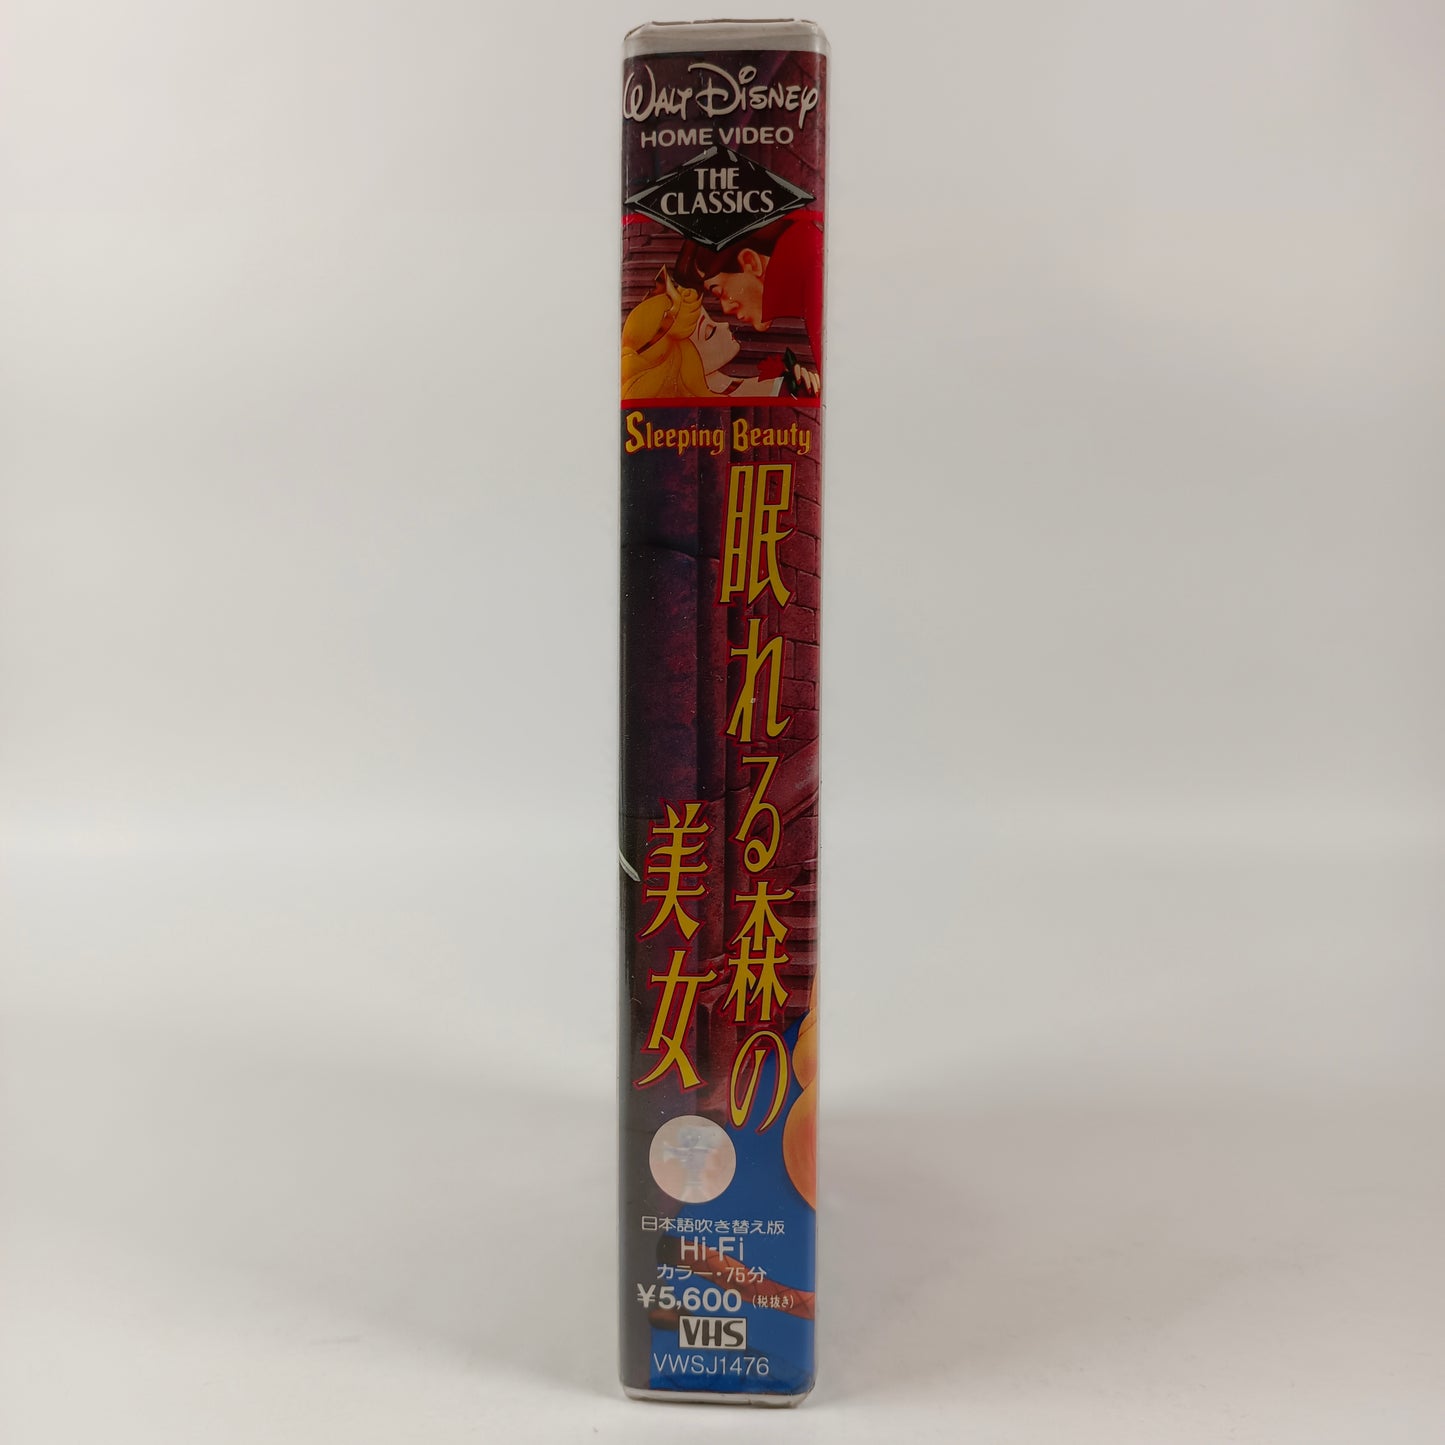 WALT DISNEY
HOME VIDEO
THE
CLASSICS
Sleeping Beauty
眠れる森の
美女
日本語吹き替え版
Hi-Fi
カラー・75分
¥5,600（税抜き）
VHS
VWSJ1476